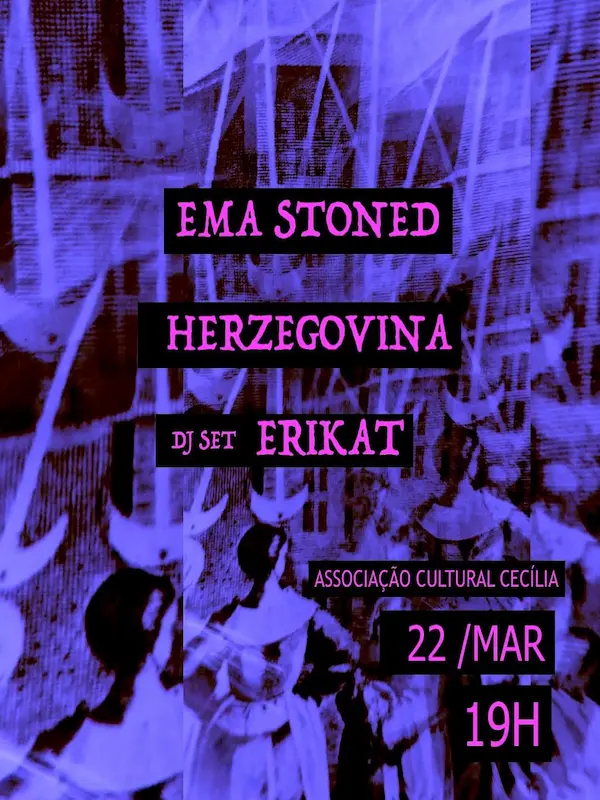 EMA STONED
HERZEGOVINA
DJ SET ERIKAT
ASSOCIAÇÃO CULTURAL CECÍLIA
22 /MAR
19H